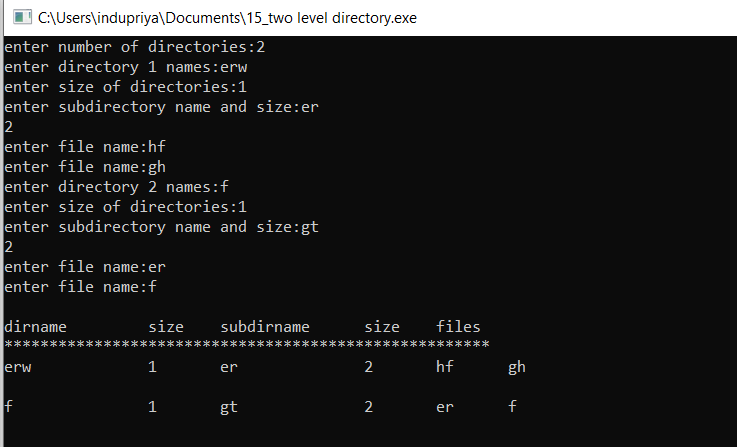 C:\Users\indupriya\Documents\15_two level directory.exe
enter number of directories:2
enter directory 1 names:erw
enter size of directories:1
enter subdirectory name and size:er
2
enter file name:hf
enter file name:gh
enter directory 2 names:f
enter size of directories:1
enter subdirectory name and size:gt
2
enter file name:er
enter file name:f
dirname         size    subdirname      size    files
******************************************************
erw             1       er              2       hf      gh
f               1       gt              2       er      f